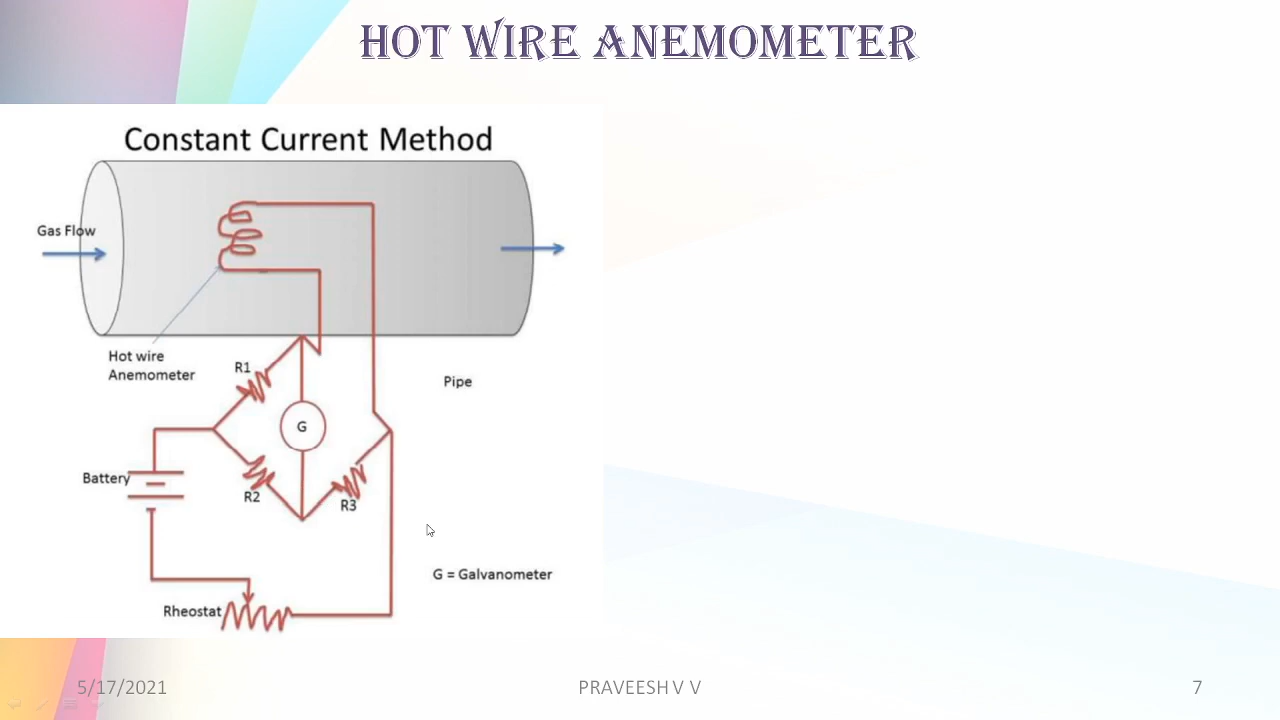 HOT WIRE ANEMOMETER
Constant Current Method
Gas Flow
Hot wire
Anemometer
R1
Pipe
G
Battery
R2
R3
G = Galvanometer
Rheostat
5/17/2021
PRAVEESH V V
7